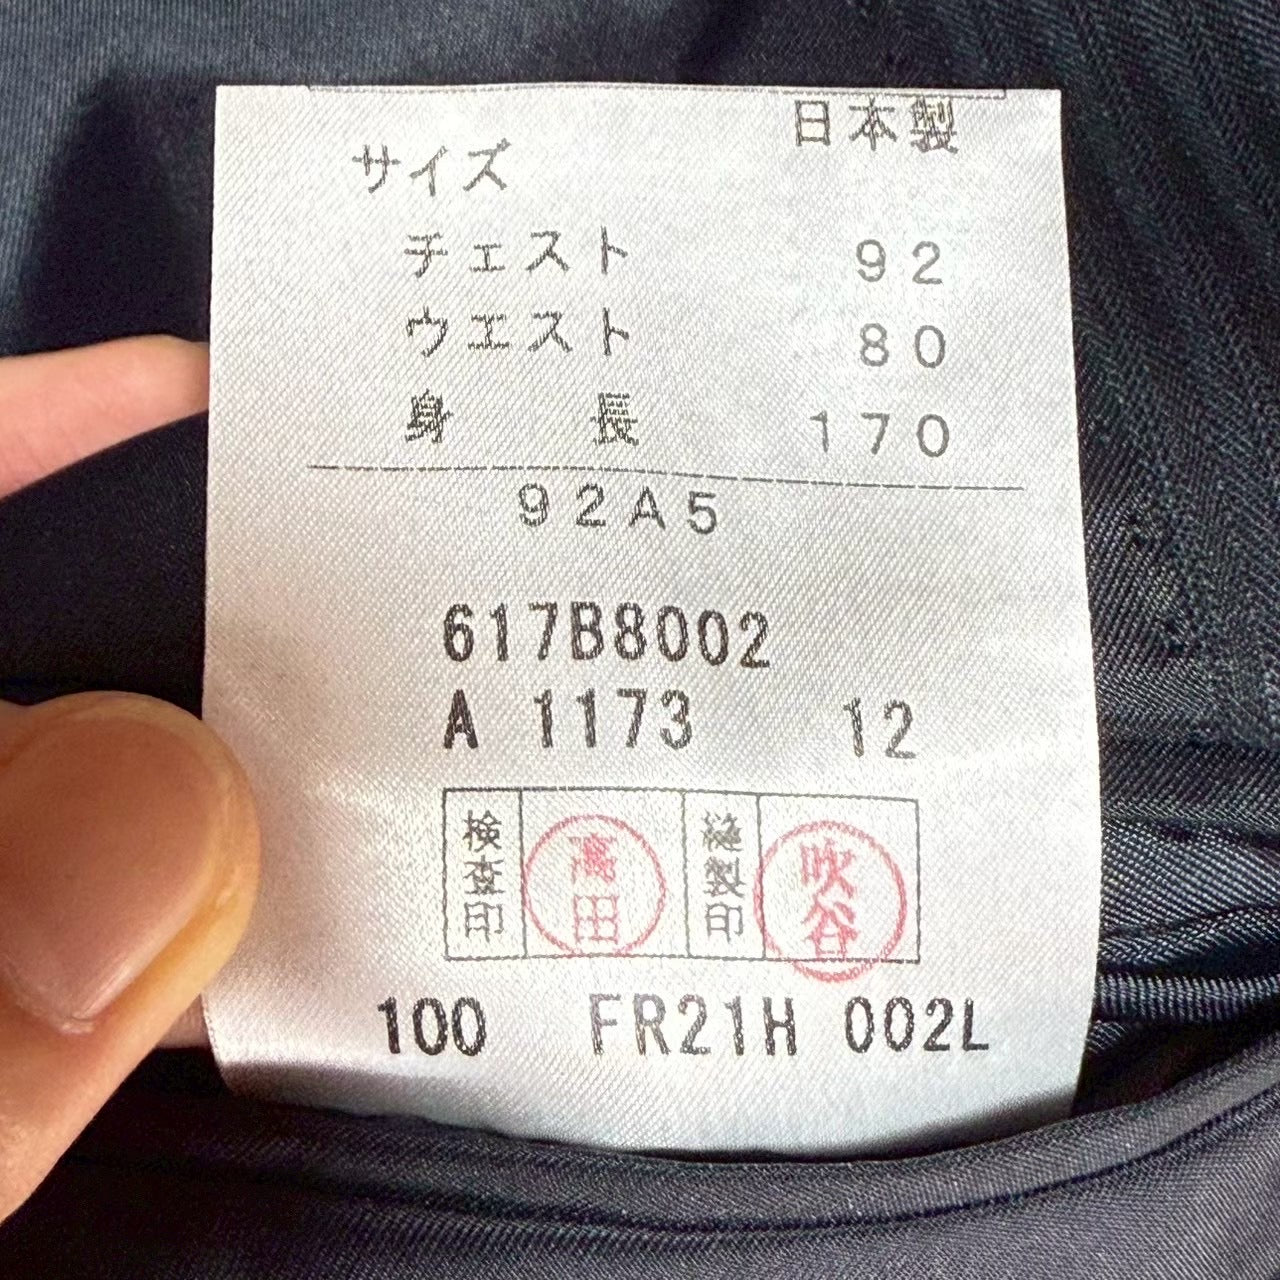 日本製
サイズ
チェスト 92
ウエスト 80
身長 170
92A5
617B8002
A 1173 12
検査印 高田 縫製印 吹谷
100 FR21H 002L